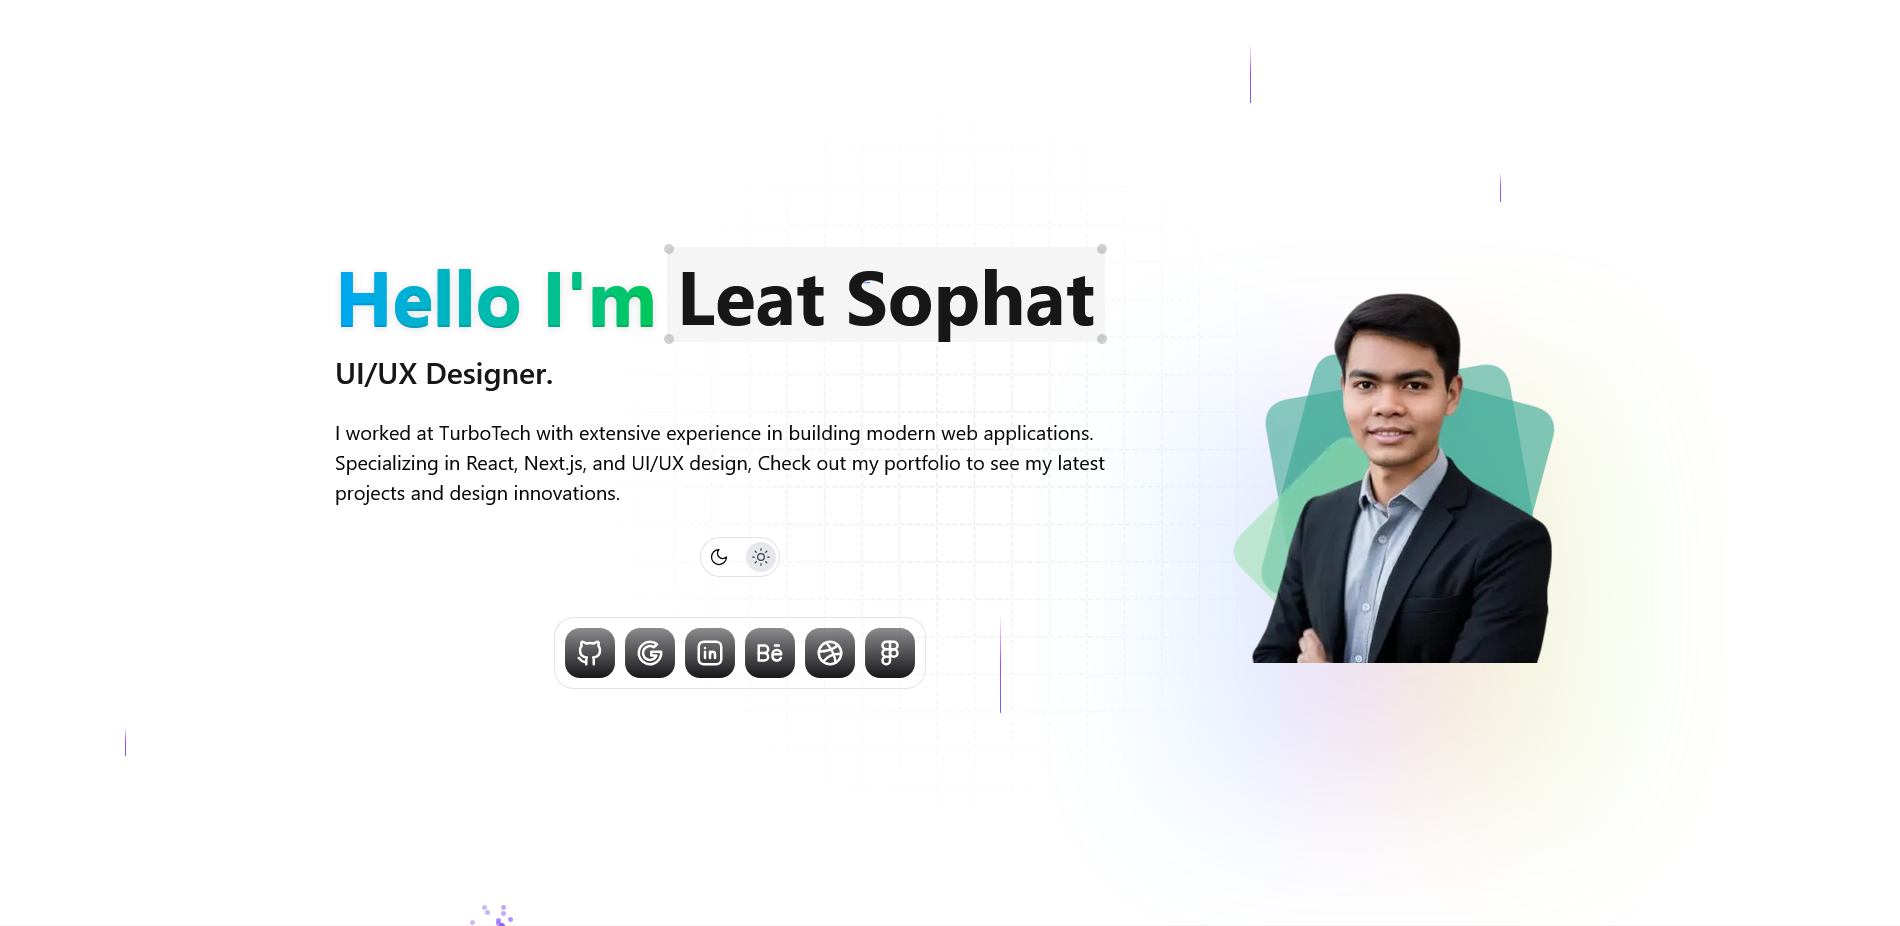 Hello I'm Leat Sophat
UI/UX Designer.
I worked at TurboTech with extensive experience in building modern web applications.
Specializing in React, Next.js, and UI/UX design, Check out my portfolio to see my latest
projects and design innovations.